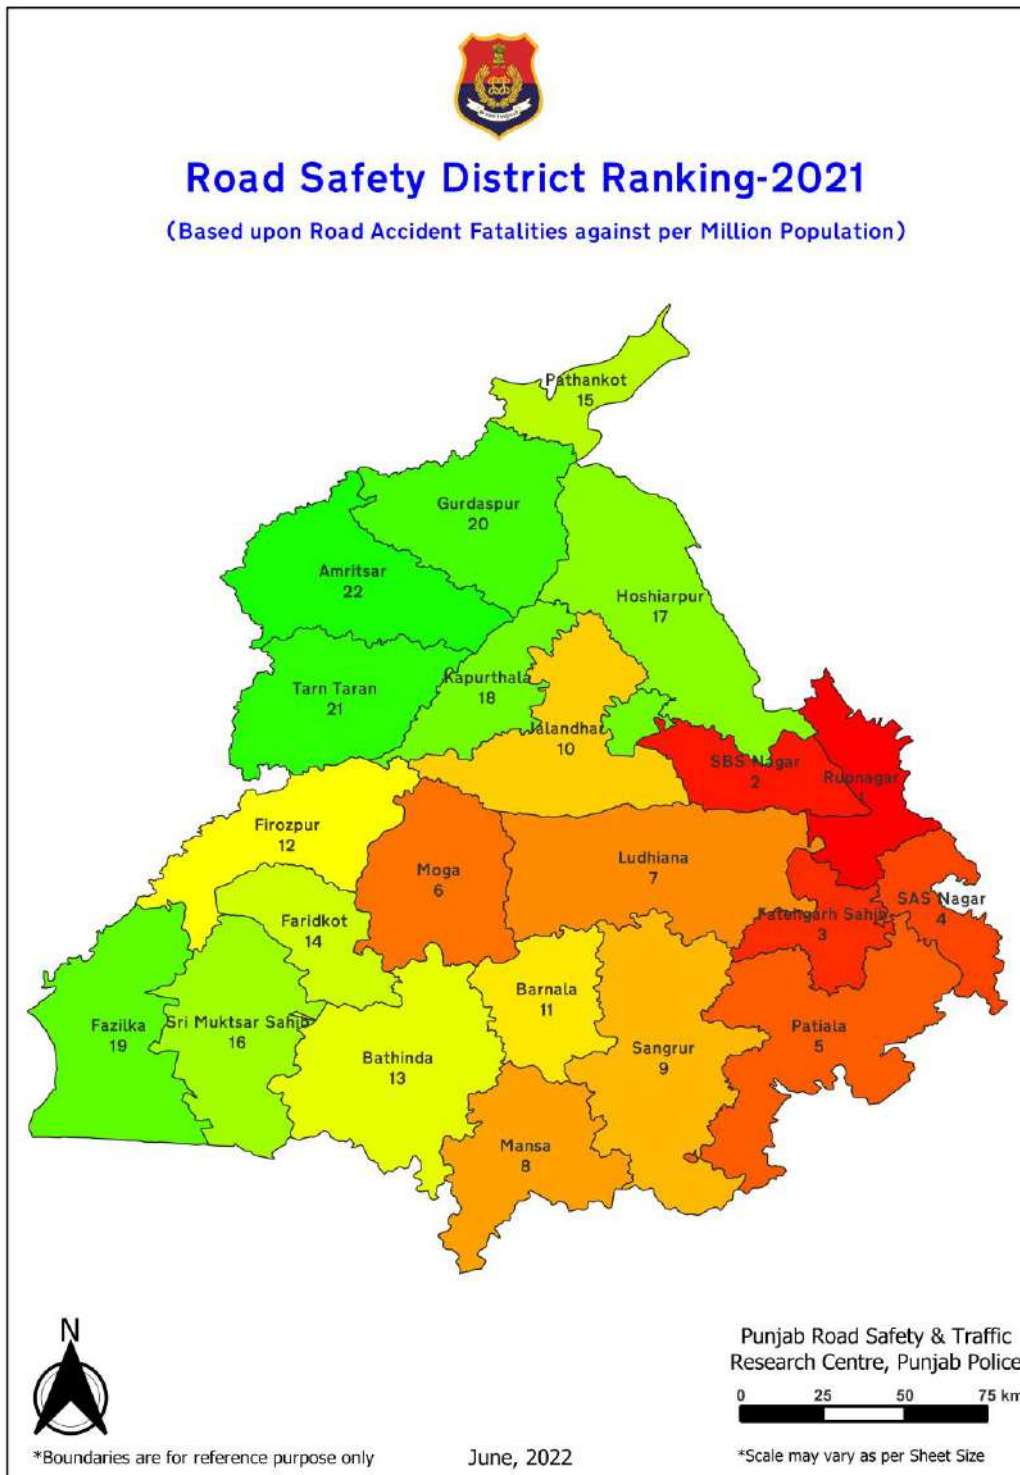 Road Safety District Ranking-2021
(Based upon Road Accident Fatalities against per Million Population)
Pathankot
15
Gurdaspur
20
Amritsar
22
Hoshiarpur
17
Tarn Taran
21
Kapurthala
18
Jalandhar
10
SBS Nagar
2
Rupnagar
1
Firozpur
12
Moga
6
Ludhiana
7
Fatehgarh Sahib
3
SAS Nagar
4
Faridkot
14
Fazilka
19
Sri Muktsar Sahib
16
Bathinda
13
Barnala
11
Sangrur
9
Patiala
5
Mansa
8
N
Punjab Road Safety & Traffic
Research Centre, Punjab Police
0 25 50 75 km
*Boundaries are for reference purpose only
June, 2022
*Scale may vary as per Sheet Size